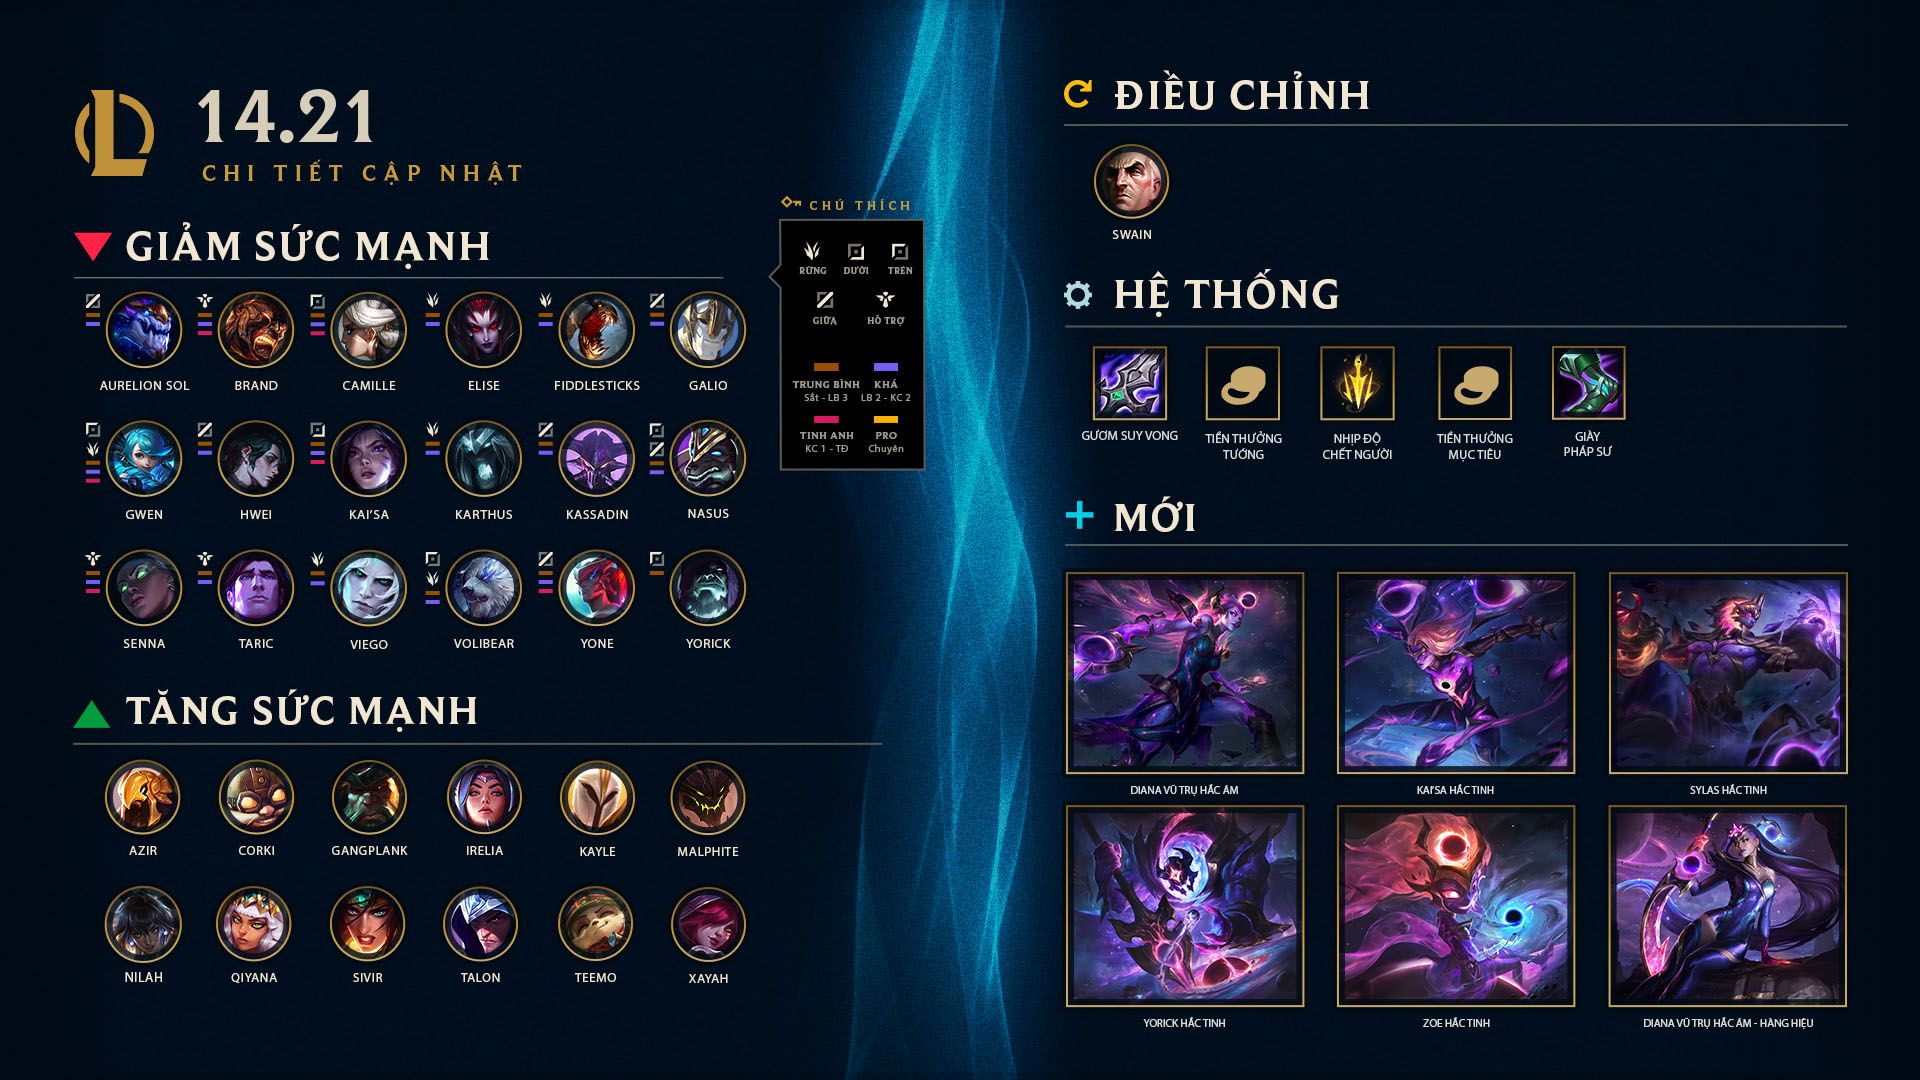 14.21
CHI TIẾT CẬP NHẬT
GIẢM SỨC MẠNH
AURELION SOL
BRAND
CAMILLE
ELISE
FIDDLESTICKS
GALIO
GWEN
HWEI
KAI'SA
KARTHUS
KASSADIN
NASUS
SENNA
TARIC
VIEGO
VOLIBEAR
YONE
YORICK
TĂNG SỨC MẠNH
AZIR
CORKI
GANGPLANK
IRELIA
KAYLE
MALPHITE
NILAH
QIYANA
SIVIR
TALON
TEEMO
XAYAH
CHÚ THÍCH
RỪNG
DƯỚI
TRÊN
GIỮA
HỖ TRỢ
TRUNG BÌNH
Sắt - LB 3
KHÁ
LB 2 - KC 2
TINH ANH
KC 1 - TĐ
PRO
Chuyên
ĐIỀU CHỈNH
SWAIN
HỆ THỐNG
GƯƠM SUY VONG
TIỀN THƯỞNG
TƯỚNG
NHỊP ĐỘ
CHẾT NGƯỜI
TIỀN THƯỞNG
MỤC TIÊU
GIÀY
PHÁP SƯ
MỚI
DIANA VŨ TRỤ HẮC ÁM
KAI'SA HẮC TINH
SYLAS HẮC TINH
YORICK HẮC TINH
ZOE HẮC TINH
DIANA VŨ TRỤ HẮC ÁM - HÀNG HIỆU